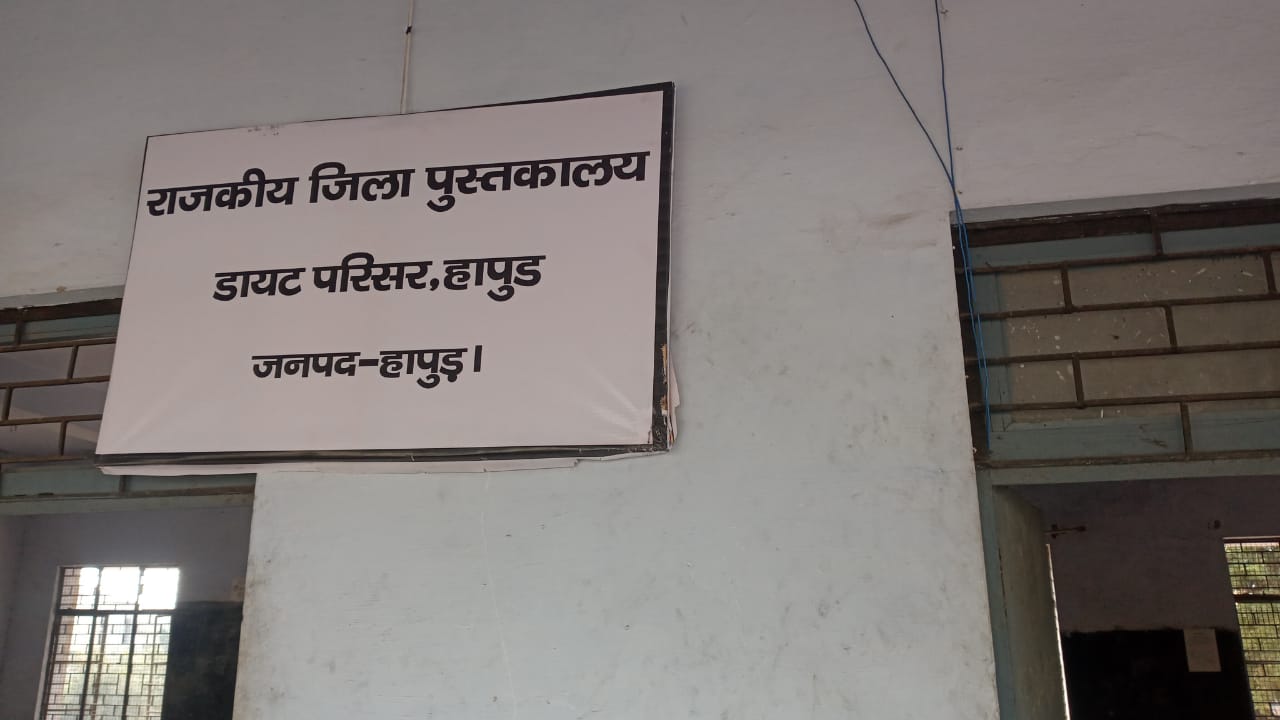 राजकीय जिला पुस्तकालय
डायट परिसर,हापुड
जनपद-हापुड़।